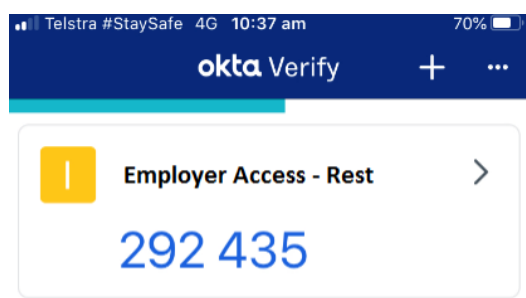 Telstra #StaySafe 4G 10:37 am 70%
okta Verify + ...
I Employer Access - Rest >
292 435